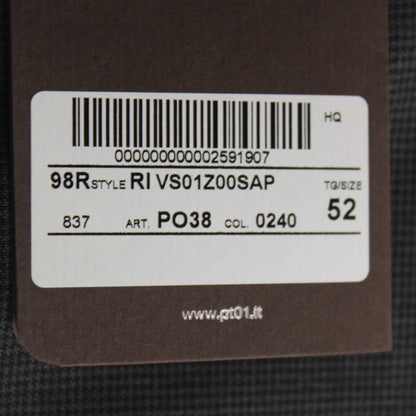 HQ
000000000002591907
98R STYLE RI VS01Z00SAP TG/SIZE
837 ART. PO38 COL. 0240 52
www.pt01.it